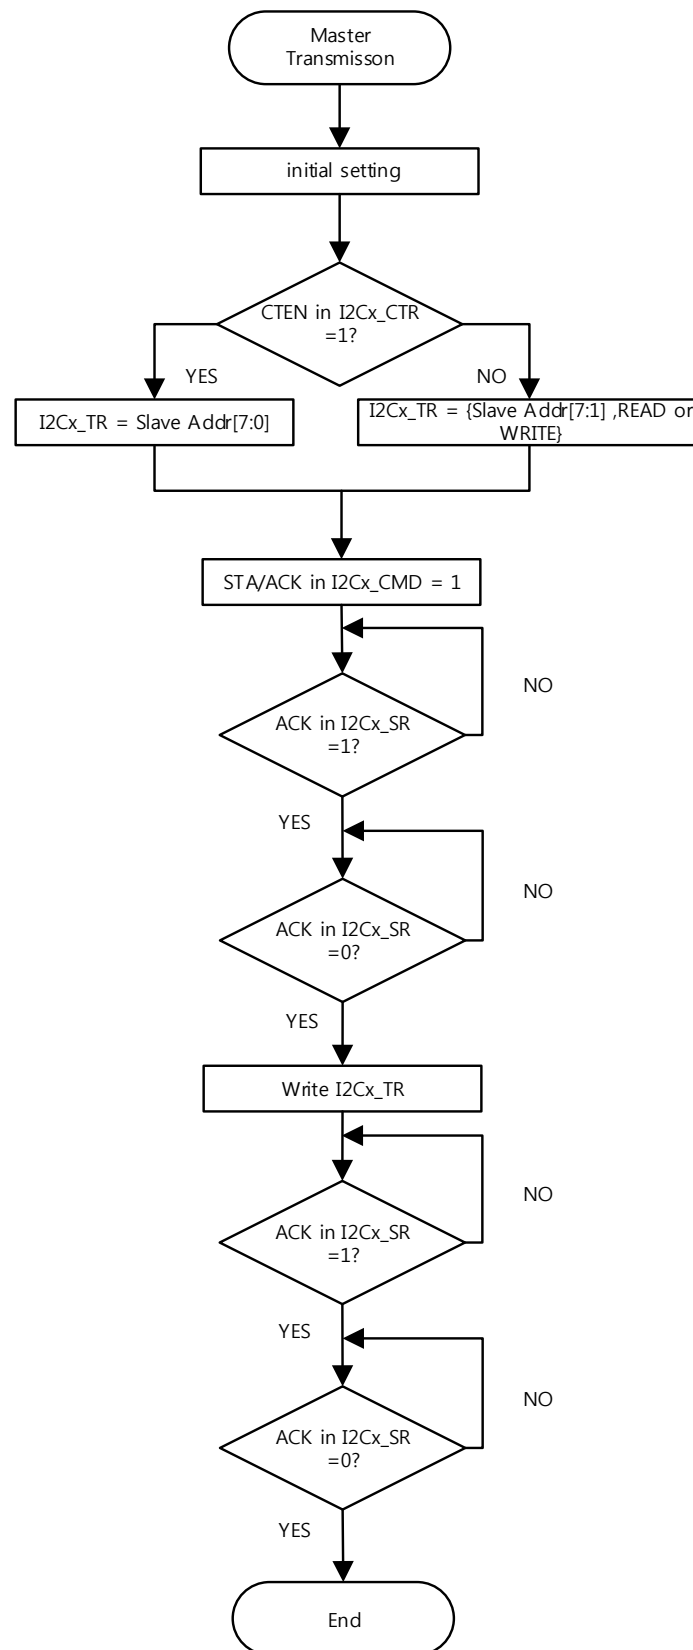 Master
Transmisson
initial setting
CTEN in I2Cx_CTR
=1?
YES
NO
I2Cx_TR = Slave Addr[7:0]
I2Cx_TR = {Slave Addr[7:1] ,READ or
WRITE}
STA/ACK in I2Cx_CMD = 1
NO
ACK in I2Cx_SR
=1?
YES
NO
ACK in I2Cx_SR
=0?
YES
Write I2Cx_TR
NO
ACK in I2Cx_SR
=1?
YES
NO
ACK in I2Cx_SR
=0?
YES
End